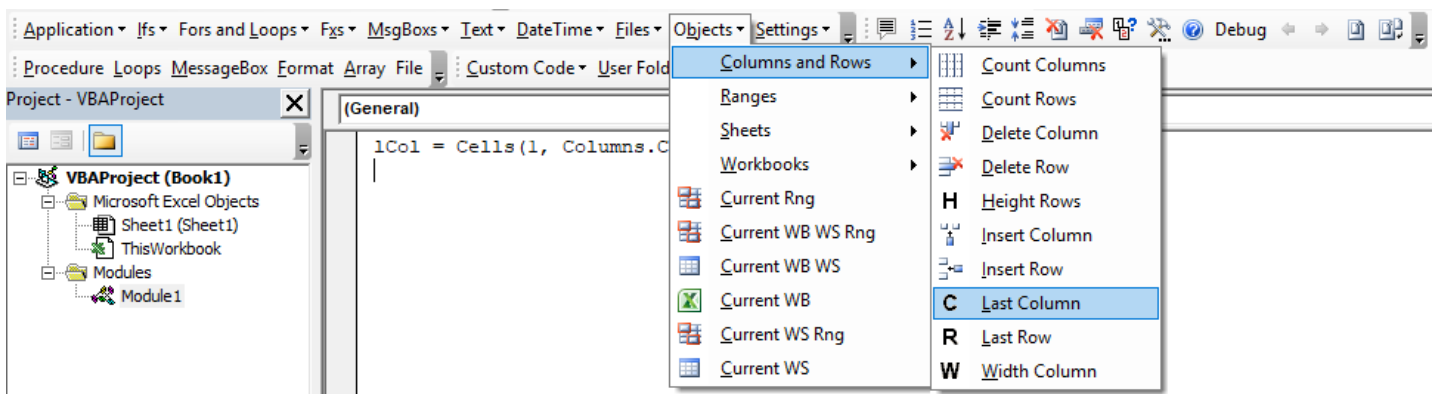 Application Ifs Fors and Loops Fxs MsgBoxs Text DateTime Files Objects Settings Debug
Procedure Loops MessageBox Format Array File Custom Code User Fold
Project - VBAProject
VBAProject (Book1)
Microsoft Excel Objects
Sheet1 (Sheet1)
ThisWorkbook
Modules
Module1
(General)
lCol = Cells(1, Columns.C
Columns and Rows
Ranges
Sheets
Workbooks
Current Rng
Current WB WS Rng
Current WB WS
Current WB
Current WS Rng
Current WS
Count Columns
Count Rows
Delete Column
Delete Row
H Height Rows
Insert Column
Insert Row
C Last Column
R Last Row
W Width Column